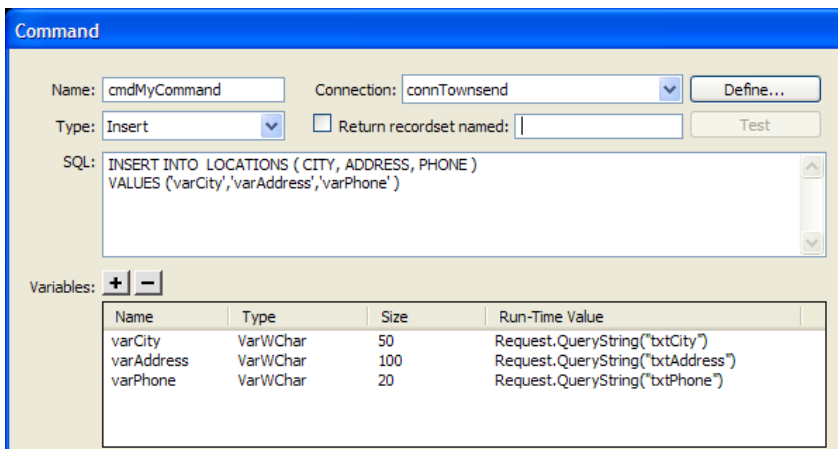 Command
Name: cmdMyCommand Connection: connTownsend Define...
Type: Insert Return recordset named: Test
SQL: INSERT INTO LOCATIONS ( CITY, ADDRESS, PHONE )
VALUES ('varCity','varAddress','varPhone' )
Variables: + −
Name Type Size Run-Time Value
varCity VarWChar 50 Request.QueryString("txtCity")
varAddress VarWChar 100 Request.QueryString("txtAddress")
varPhone VarWChar 20 Request.QueryString("txtPhone")